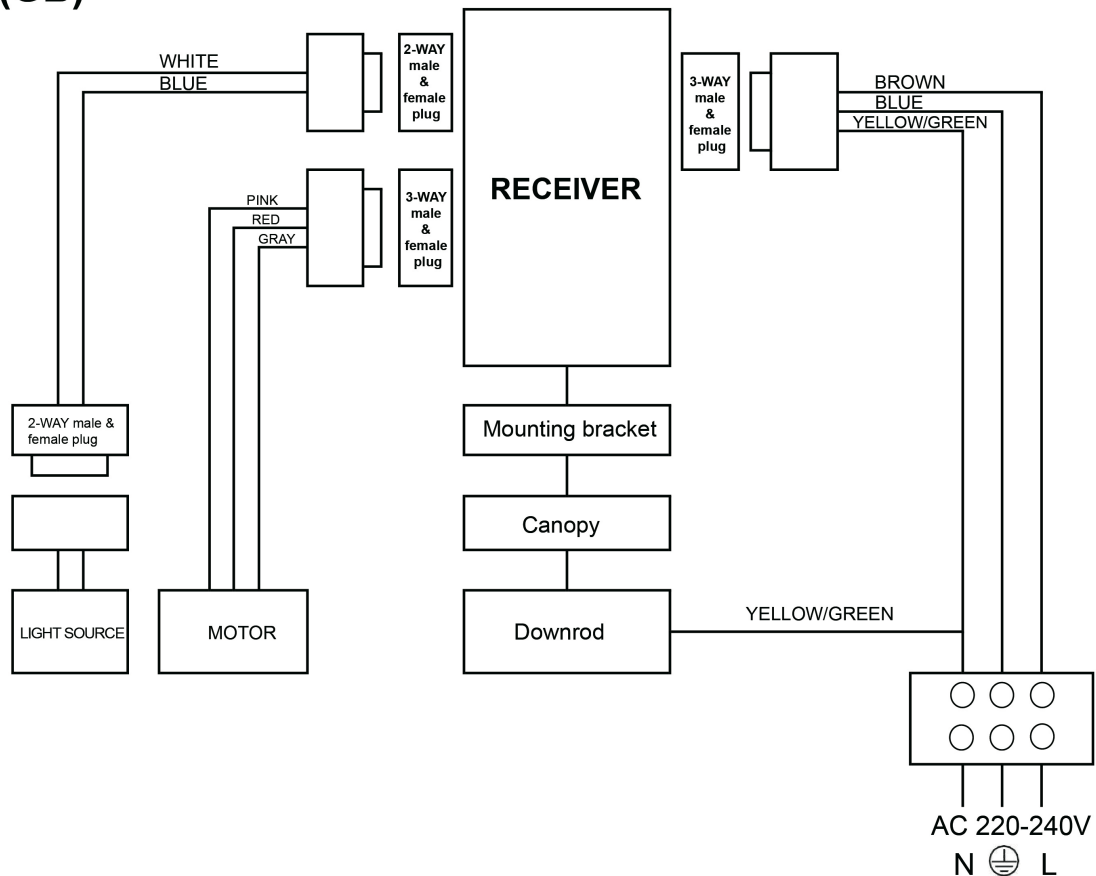 WHITE
BLUE
2-WAY
male
&
female
plug
PINK
RED
GRAY
3-WAY
male
&
female
plug
RECEIVER
3-WAY
male
&
female
plug
BROWN
BLUE
YELLOW/GREEN
2-WAY male &
female plug
LIGHT SOURCE
MOTOR
Mounting bracket
Canopy
Downrod
YELLOW/GREEN
AC 220-240V
N L